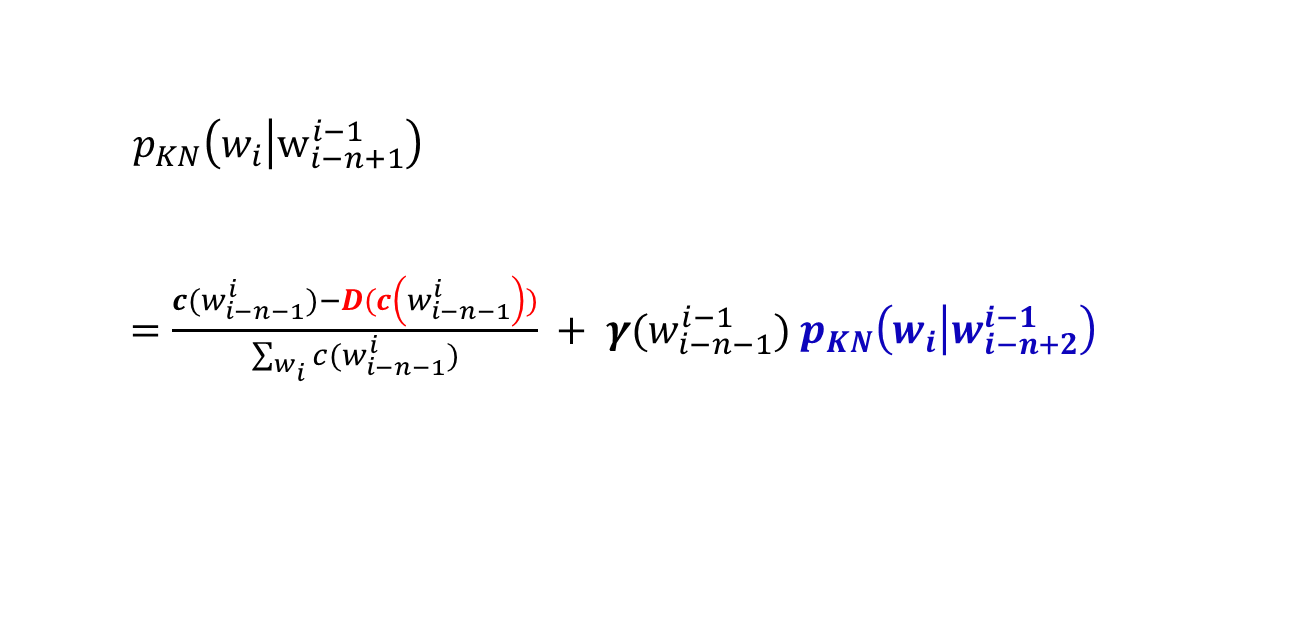 p_{KN}(w_i|w_{i-n+1}^{i-1})
= \frac{c(w_{i-n-1}^{i})-D(c(w_{i-n-1}^{i}))}{\sum_{w_i} c(w_{i-n-1}^{i})} + γ(w_{i-n-1}^{i-1}) p_{KN}(w_i|w_{i-n+2}^{i-1})